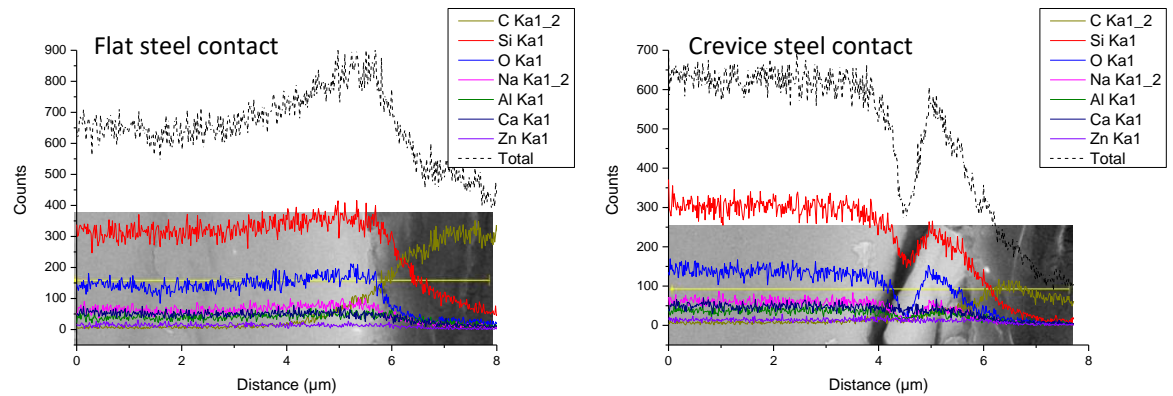 Flat steel contact
C Ka1_2
Si Ka1
O Ka1
Na Ka1_2
Al Ka1
Ca Ka1
Zn Ka1
Total
900
800
700
600
500
400
300
200
100
0
Counts
0 2 4 6 8
Distance (µm)
Crevice steel contact
C Ka1_2
Si Ka1
O Ka1
Na Ka1_2
Al Ka1
Ca Ka1
Zn Ka1
Total
700
600
500
400
300
200
100
0
Counts
0 2 4 6 8
Distance (µm)